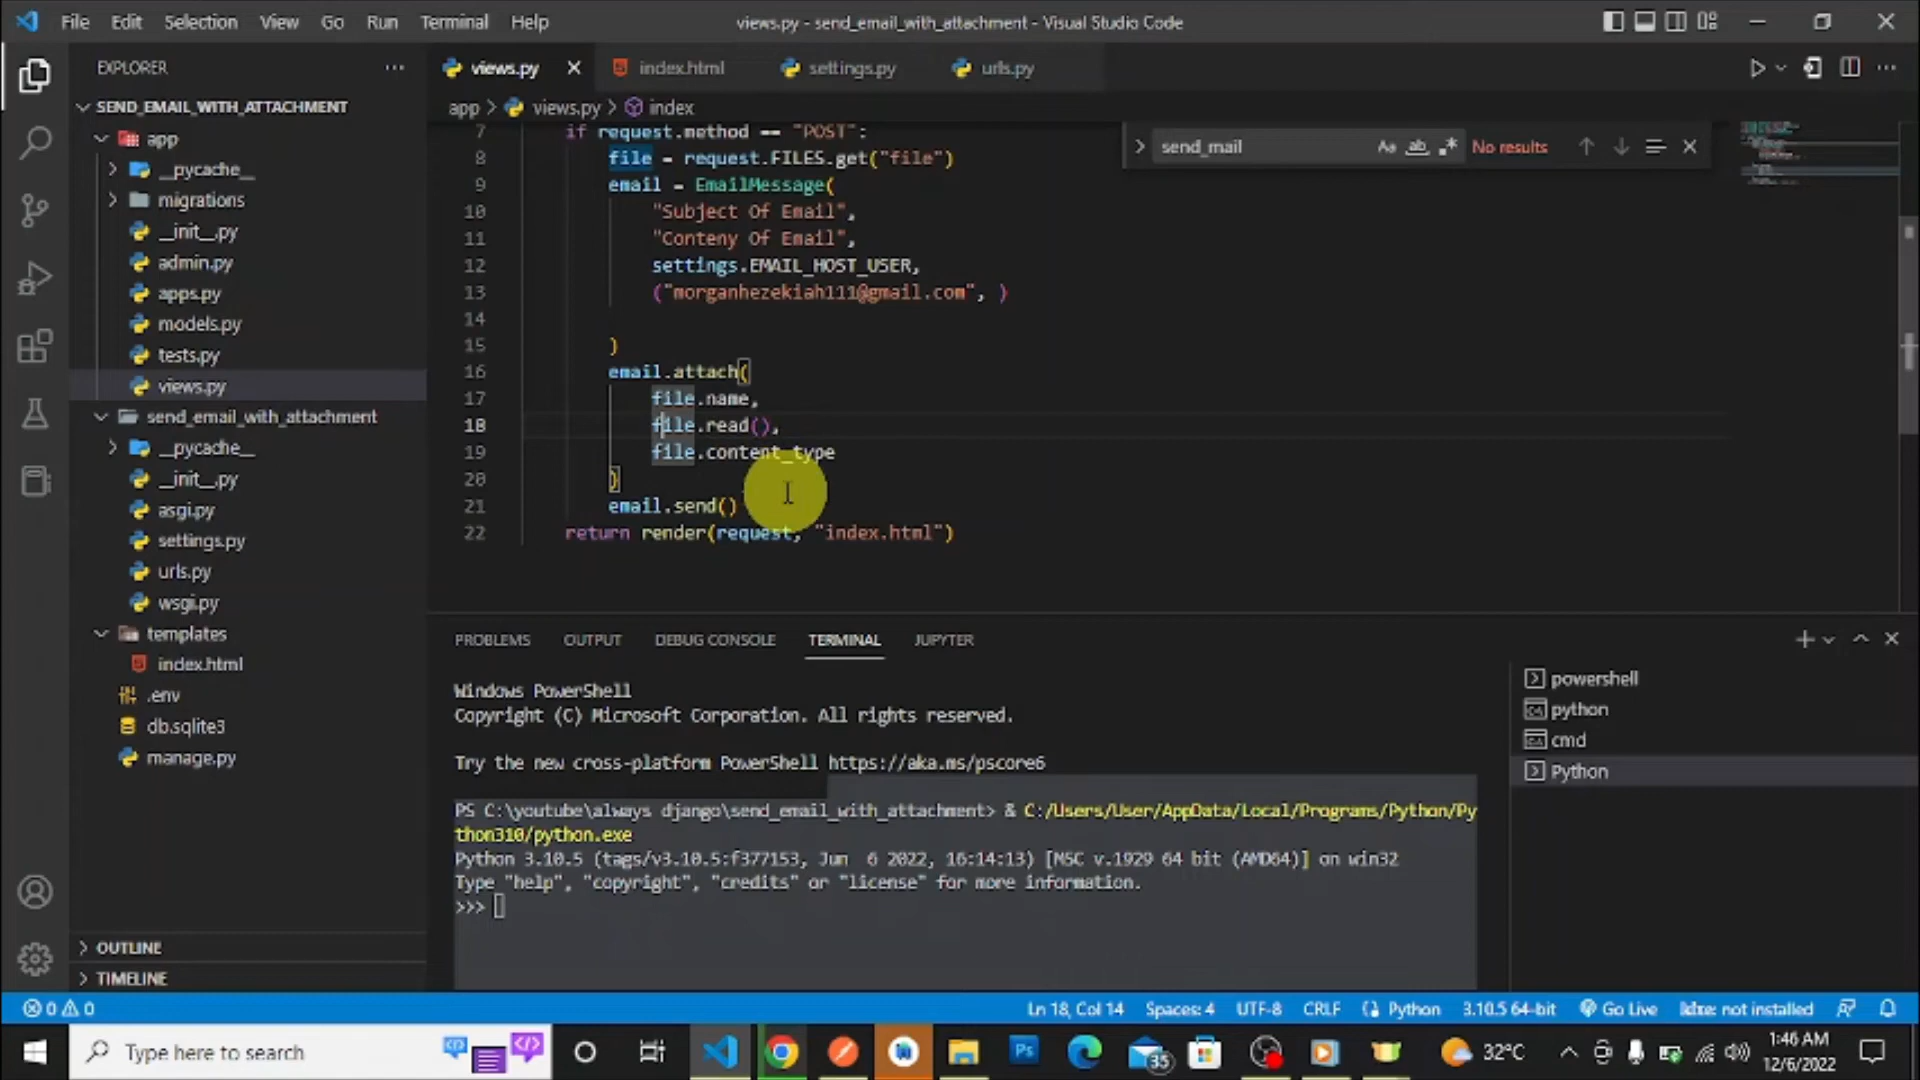 File Edit Selection View Go Run Terminal Help
views.py - send_email_with_attachment - Visual Studio Code
EXPLORER
SEND_EMAIL_WITH_ATTACHMENT
app
__pycache__
migrations
__init__.py
admin.py
apps.py
models.py
tests.py
views.py
send_email_with_attachment
__pycache__
__init__.py
asgi.py
settings.py
urls.py
wsgi.py
templates
index.html
.env
db.sqlite3
manage.py
OUTLINE
TIMELINE
views.py index.html settings.py urls.py
app > views.py > index
send_mail Aa ab No results
7 if request.method == "POST":
8 file = request.FILES.get("file")
9 email = EmailMessage(
10 "Subject Of Email",
11 "Conteny Of Email",
12 settings.EMAIL_HOST_USER,
13 ("morganhezekiah111@gmail.com", )
14
15 )
16 email.attach(
17 file.name,
18 file.read(),
19 file.content_type
20 )
21 email.send()
22 return render(request, "index.html")
PROBLEMS OUTPUT DEBUG CONSOLE TERMINAL JUPYTER
Windows PowerShell
Copyright (C) Microsoft Corporation. All rights reserved.
Try the new cross-platform PowerShell https://aka.ms/pscore6
PS C:\youtube\always django\send_email_with_attachment> & C:/Users/User/AppData/Local/Programs/Python/Py
thon310/python.exe
Python 3.10.5 (tags/v3.10.5:f377153, Jun 6 2022, 16:14:13) [MSC v.1929 64 bit (AMD64)] on win32
Type "help", "copyright", "credits" or "license" for more information.
>>>
powershell
python
cmd
Python
0 0
Ln 18, Col 14 Spaces: 4 UTF-8 CRLF Python 3.10.5 64-bit Go Live not installed
Type here to search
Ps
35
32°C
1:46 AM
12/6/2022